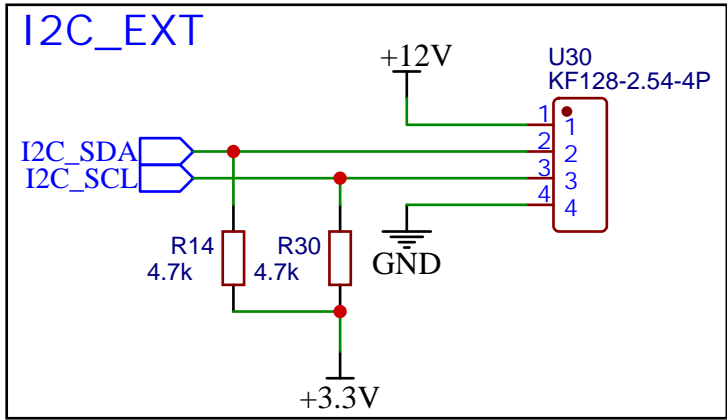 I2C_EXT
+12V
U30
KF128-2.54-4P
1
1
I2C_SDA
2
2
I2C_SCL
3
3
4
4
R14
4.7k
R30
4.7k
GND
+3.3V